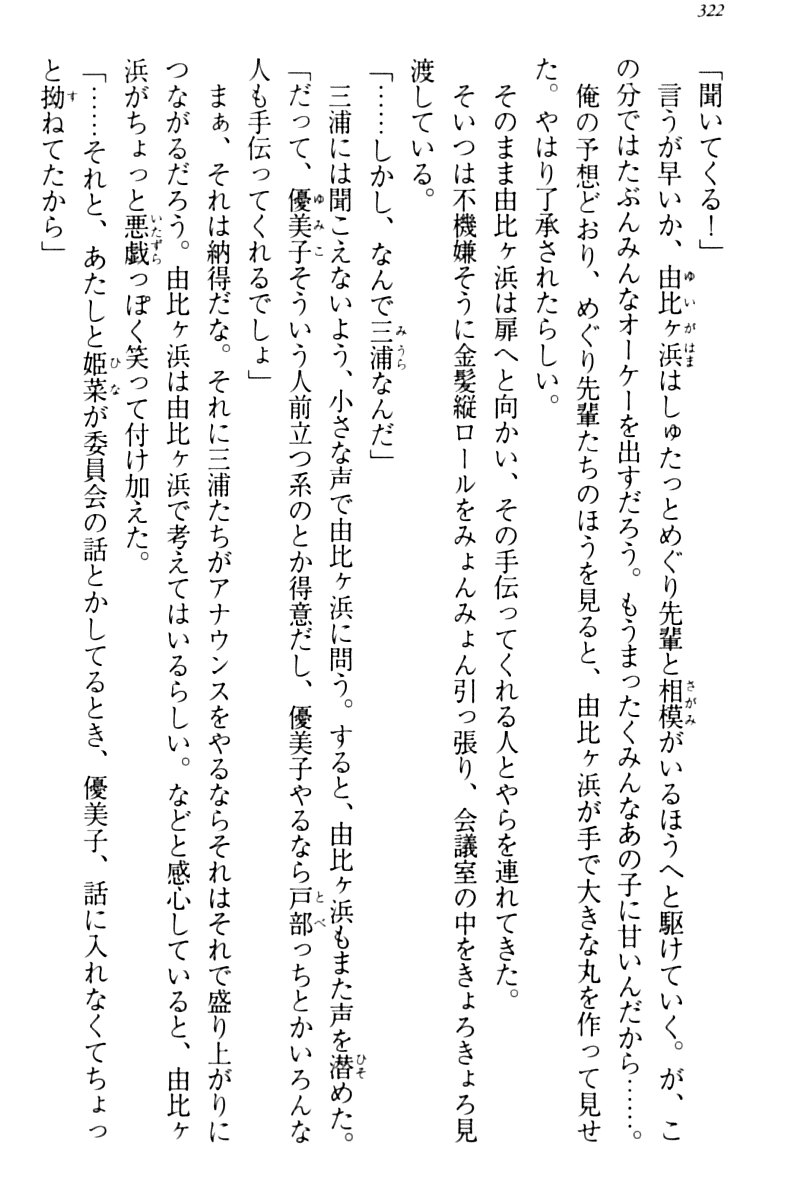 322
「聞いてくる！」
　言うが早いか、由比ヶ浜はしゅたっとめぐり先輩と相模がいるほうへと駆けていく。が、こ
の分ではたぶんみんなオーケーを出すだろう。もうまったくみんなあの子に甘いんだから……。
　俺の予想どおり、めぐり先輩たちのほうを見ると、由比ヶ浜が手で大きな丸を作って見せ
た。やはり了承されたらしい。
　そのまま由比ヶ浜は扉へと向かい、その手伝ってくれる人とやらを連れてきた。
　そいつは不機嫌そうに金髪縦ロールをみょんみょん引っ張り、会議室の中をきょろきょろ見
渡している。
「……しかし、なんで三浦なんだ」
　三浦には聞こえないよう、小さな声で由比ヶ浜に問う。すると、由比ヶ浜もまた声を潜めた。
「だって、優美子そういう人前立つ系のとか得意だし、優美子やるなら戸部っちとかいろんな
人も手伝ってくれるでしょ」
　まぁ、それは納得だな。それに三浦たちがアナウンスをやるならそれはそれで盛り上がりに
つながるだろう。由比ヶ浜は由比ヶ浜で考えてはいるらしい。などと感心していると、由比ヶ
浜がちょっと悪戯っぽく笑って付け加えた。
「……それと、あたしと姫菜が委員会の話とかしてるとき、優美子、話に入れなくてちょっ
と拗ねてたから」